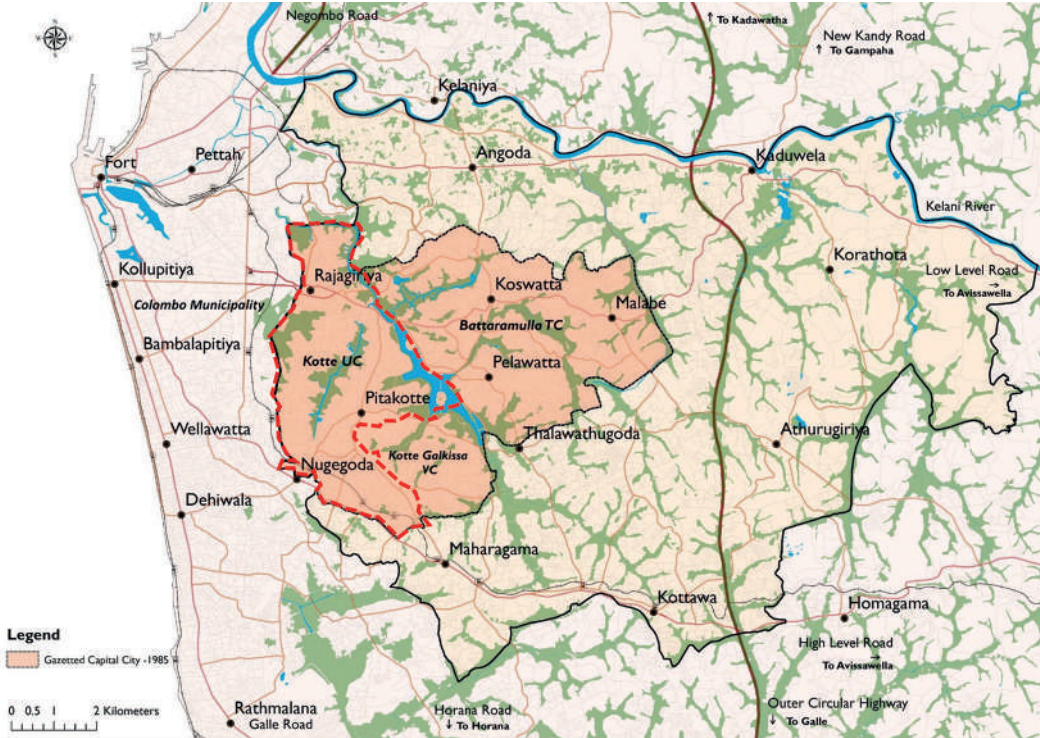 Negombo Road
↑ To Kadawatha
New Kandy Road
↑ To Gampaha
N
W E
S
Kelaniya
Fort
Pettah
Angoda
Kaduwela
Kelani River
Kollupitiya
Rajagiriya
Koswatta
Malabe
Korathota
Low Level Road
→
To Avissawella
Colombo Municipality
Battaramulla TC
Bambalapitiya
Kotte UC
Pelawatta
Pitakotte
Wellawatta
Thalawathugoda
Athurugiriya
Kotte Galkissa
VC
Nugegoda
Dehiwala
Maharagama
Kottawa
Homagama
High Level Road
→
To Avissawella
Legend
Gazetted Capital City -1985
0 0.5 1 2 Kilometers
Rathmalana
Galle Road
Horana Road
↓ To Horana
Outer Circular Highway
↓ To Galle